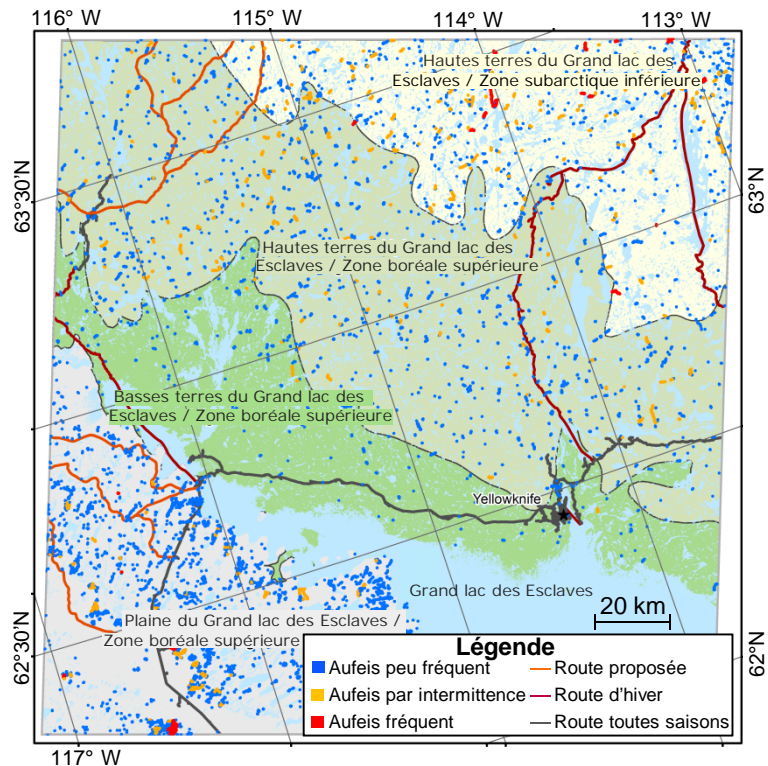 116° W
115° W
114° W
113° W
Hautes terres du Grand lac des
Esclaves / Zone subarctique inférieure
63°30'N
63°N
Hautes terres du Grand lac des
Esclaves / Zone boréale supérieure
Basses terres du Grand lac des
Esclaves / Zone boréale supérieure
Yellowknife
Grand lac des Esclaves
20 km
Plaine du Grand lac des Esclaves /
Zone boréale supérieure
62°30'N
62°N
Légende
Aufeis peu fréquent
Route proposée
Aufeis par intermittence
Route d'hiver
Aufeis fréquent
Route toutes saisons
117° W